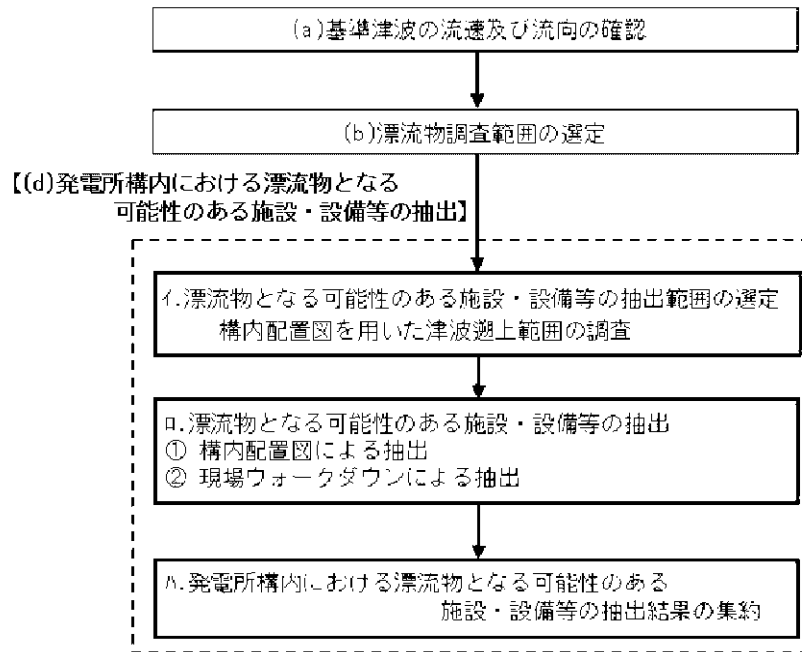 (a)基準津波の流速及び流向の確認
(b)漂流物調査範囲の選定
【(d)発電所構内における漂流物となる
可能性のある施設・設備等の抽出】
イ.漂流物となる可能性のある施設・設備等の抽出範囲の選定
構内配置図を用いた津波遡上範囲の調査
ロ.漂流物となる可能性のある施設・設備等の抽出
① 構内配置図による抽出
② 現場ウォークダウンによる抽出
ハ.発電所構内における漂流物となる可能性のある
施設・設備等の抽出結果の集約